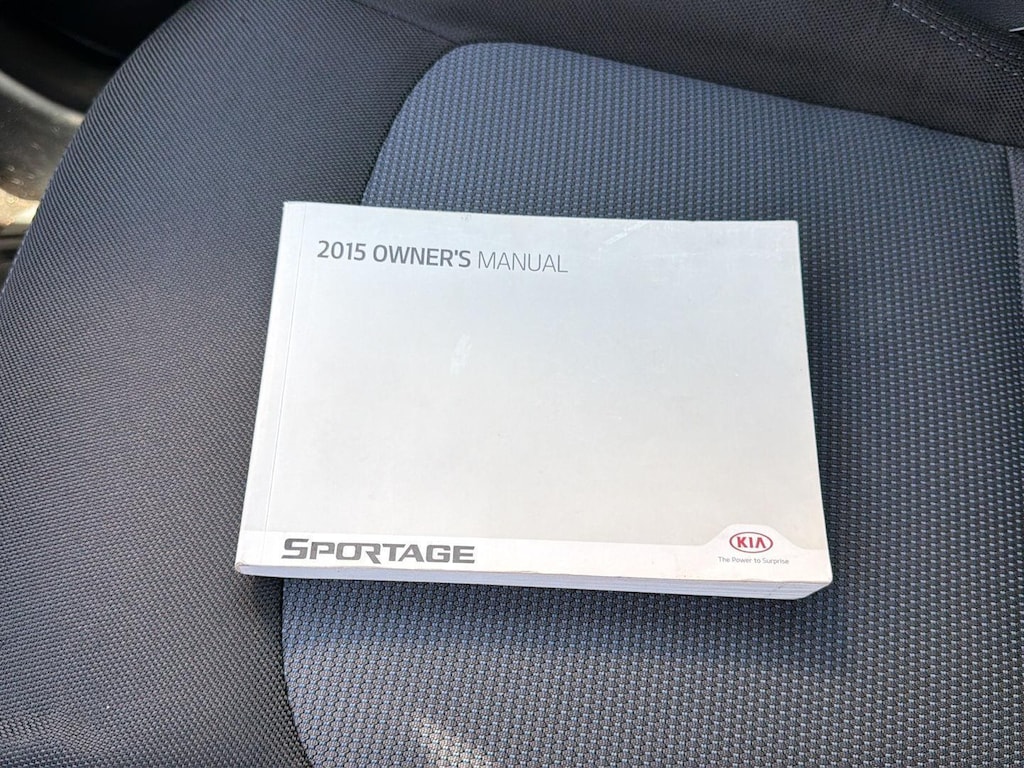 2015 OWNER'S MANUAL
SPORTAGE
KIA
The Power to Surprise